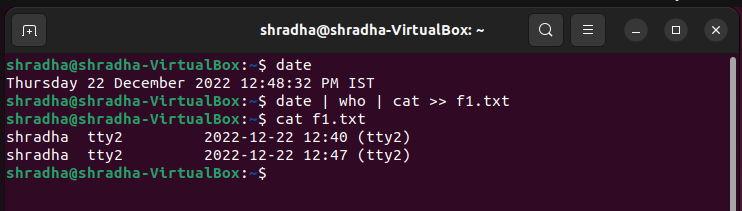 shradha@shradha-VirtualBox: ~
shradha@shradha-VirtualBox:~$ date
Thursday 22 December 2022 12:48:32 PM IST
shradha@shradha-VirtualBox:~$ date | who | cat >> f1.txt
shradha@shradha-VirtualBox:~$ cat f1.txt
shradha  tty2         2022-12-22 12:40 (tty2)
shradha  tty2         2022-12-22 12:47 (tty2)
shradha@shradha-VirtualBox:~$